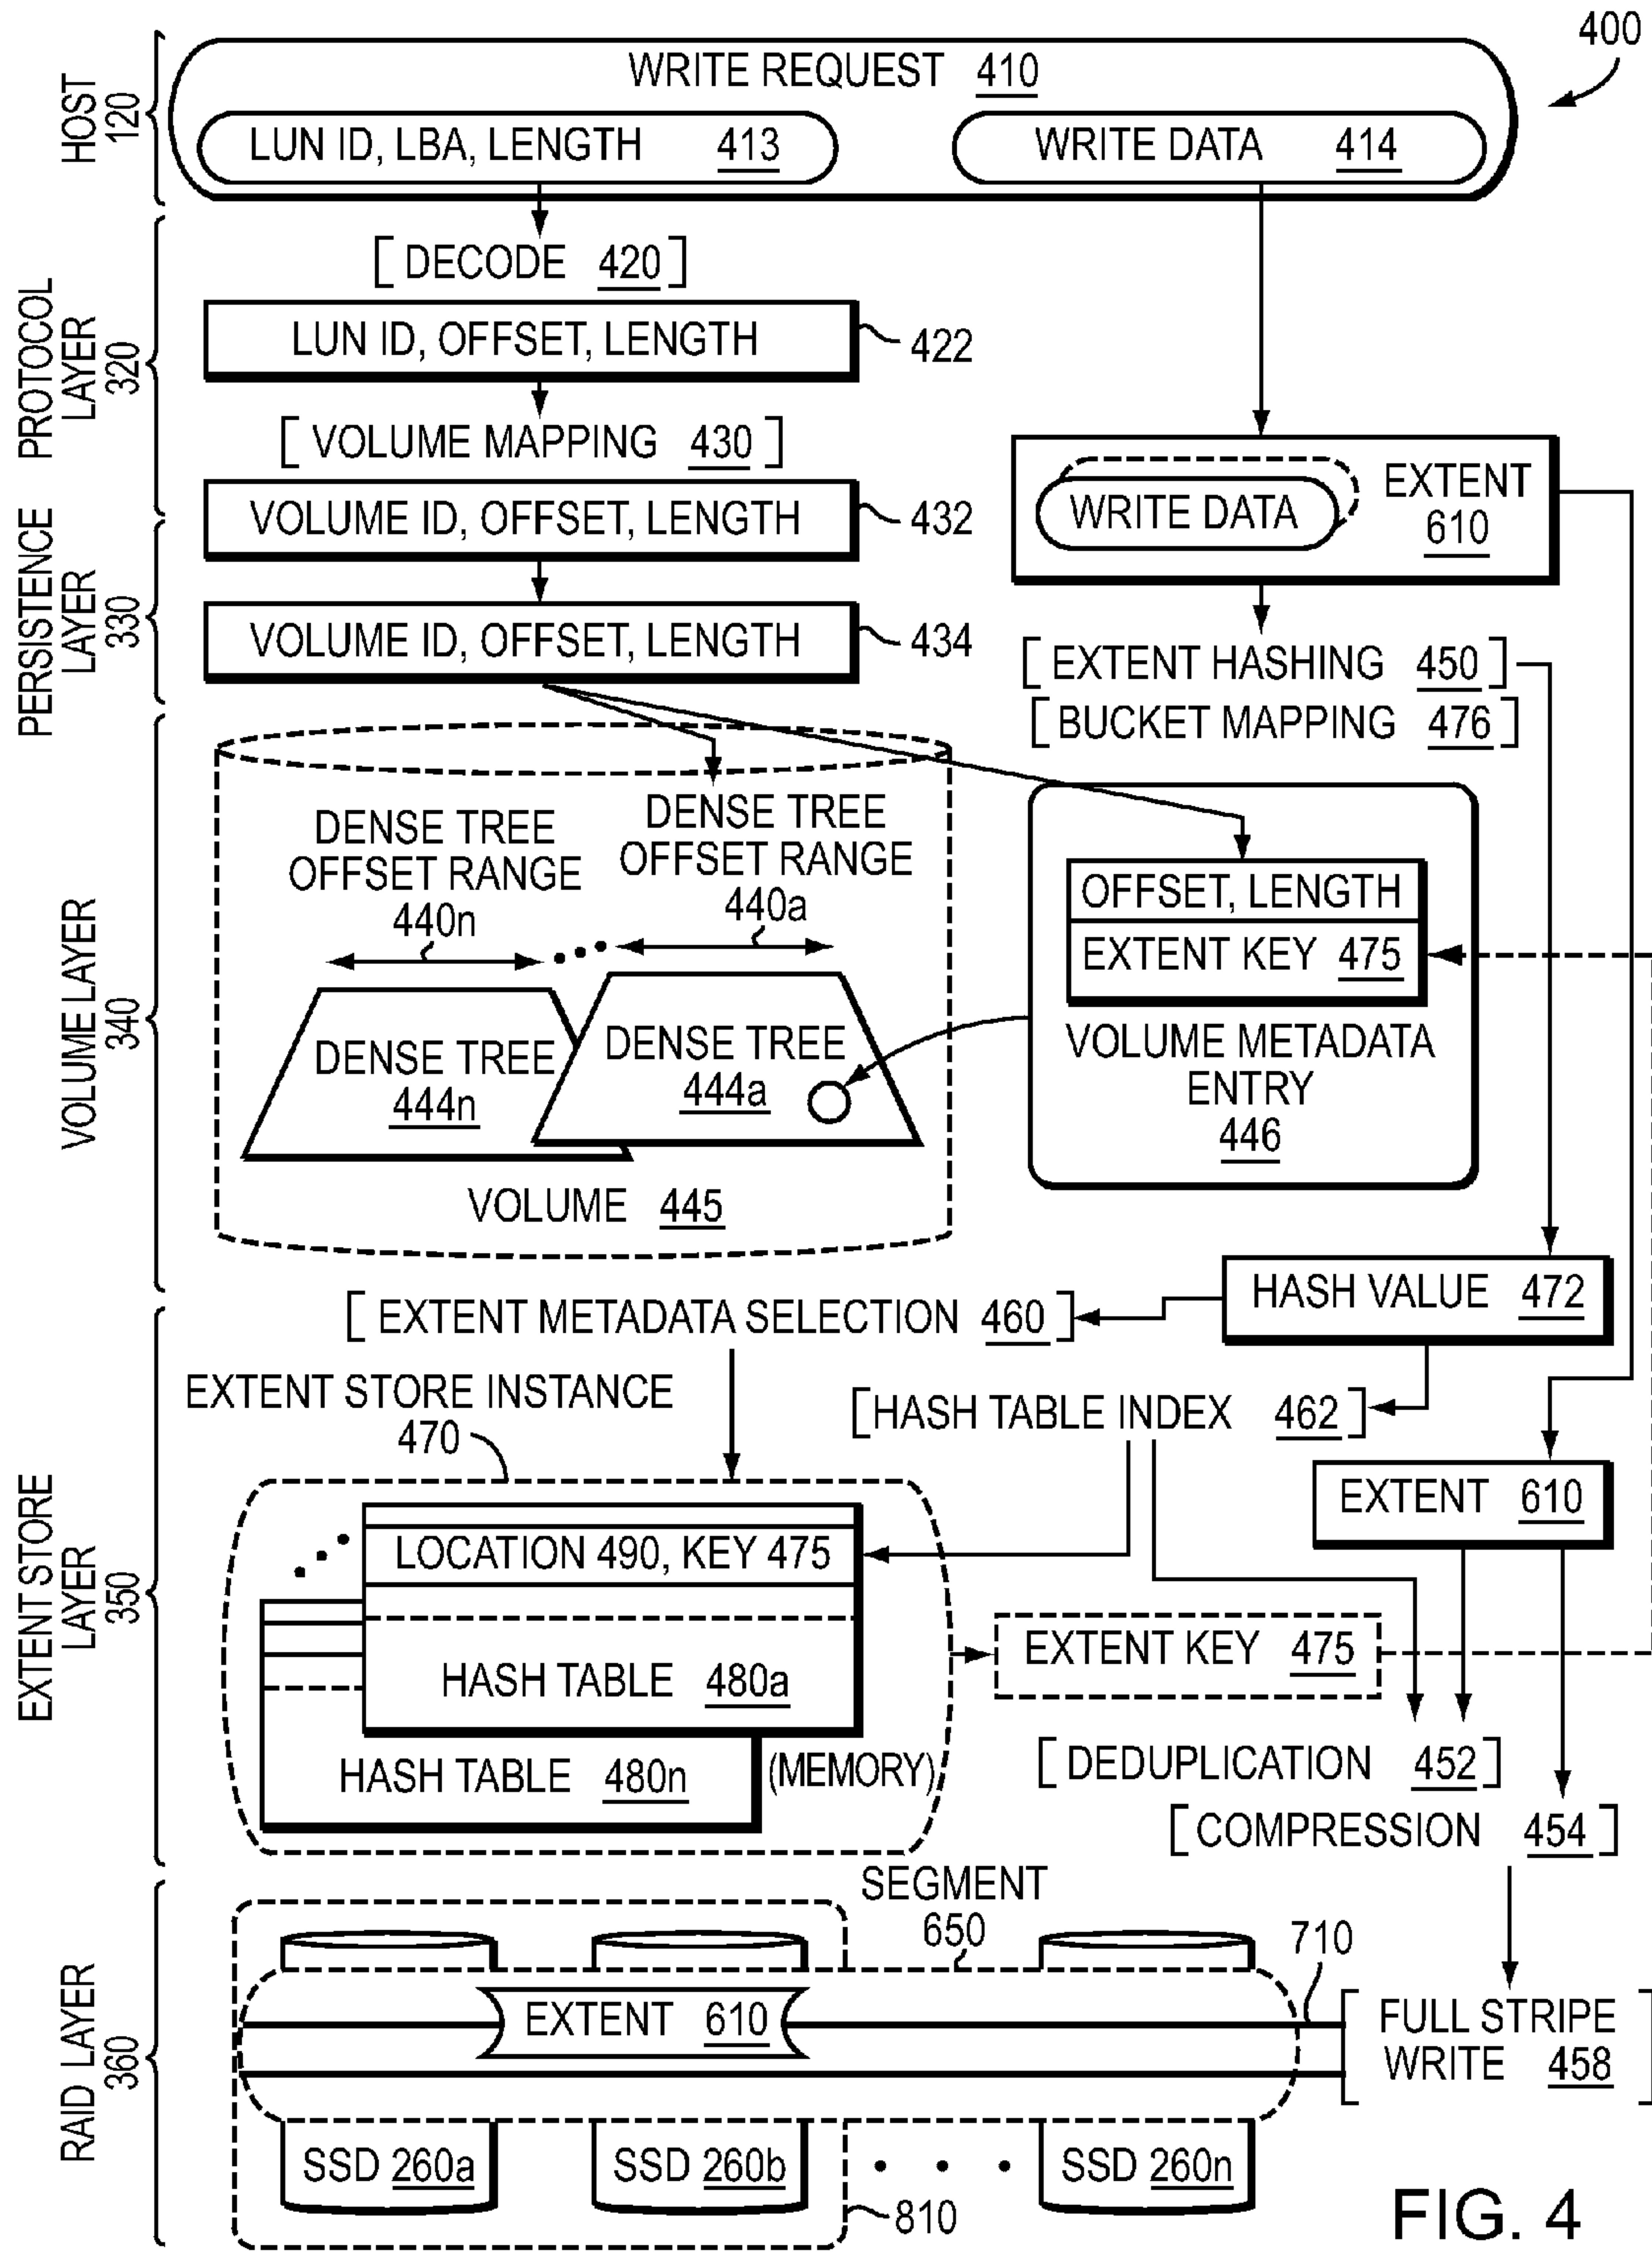 400
HOST
120
WRITE REQUEST 410
LUN ID, LBA, LENGTH 413
WRITE DATA 414
PROTOCOL
LAYER
320
[DECODE 420]
LUN ID, OFFSET, LENGTH
422
[VOLUME MAPPING 430]
VOLUME ID, OFFSET, LENGTH
432
WRITE DATA
EXTENT
610
PERSISTENCE
LAYER
330
VOLUME ID, OFFSET, LENGTH
434
[EXTENT HASHING 450]
[BUCKET MAPPING 476]
VOLUME LAYER
340
DENSE TREE
OFFSET RANGE
440n
DENSE TREE
OFFSET RANGE
440a
DENSE TREE
444n
DENSE TREE
444a
VOLUME 445
OFFSET, LENGTH
EXTENT KEY 475
VOLUME METADATA
ENTRY
446
HASH VALUE 472
EXTENT STORE
LAYER
350
[EXTENT METADATA SELECTION 460]
EXTENT STORE INSTANCE
470
[HASH TABLE INDEX 462]
EXTENT 610
LOCATION 490, KEY 475
HASH TABLE 480a
HASH TABLE 480n
(MEMORY)
EXTENT KEY 475
[DEDUPLICATION 452]
[COMPRESSION 454]
RAID LAYER
360
SEGMENT
650
710
EXTENT 610
[FULL STRIPE
WRITE 458]
SSD 260a
SSD 260b
• • •
SSD 260n
810
FIG. 4